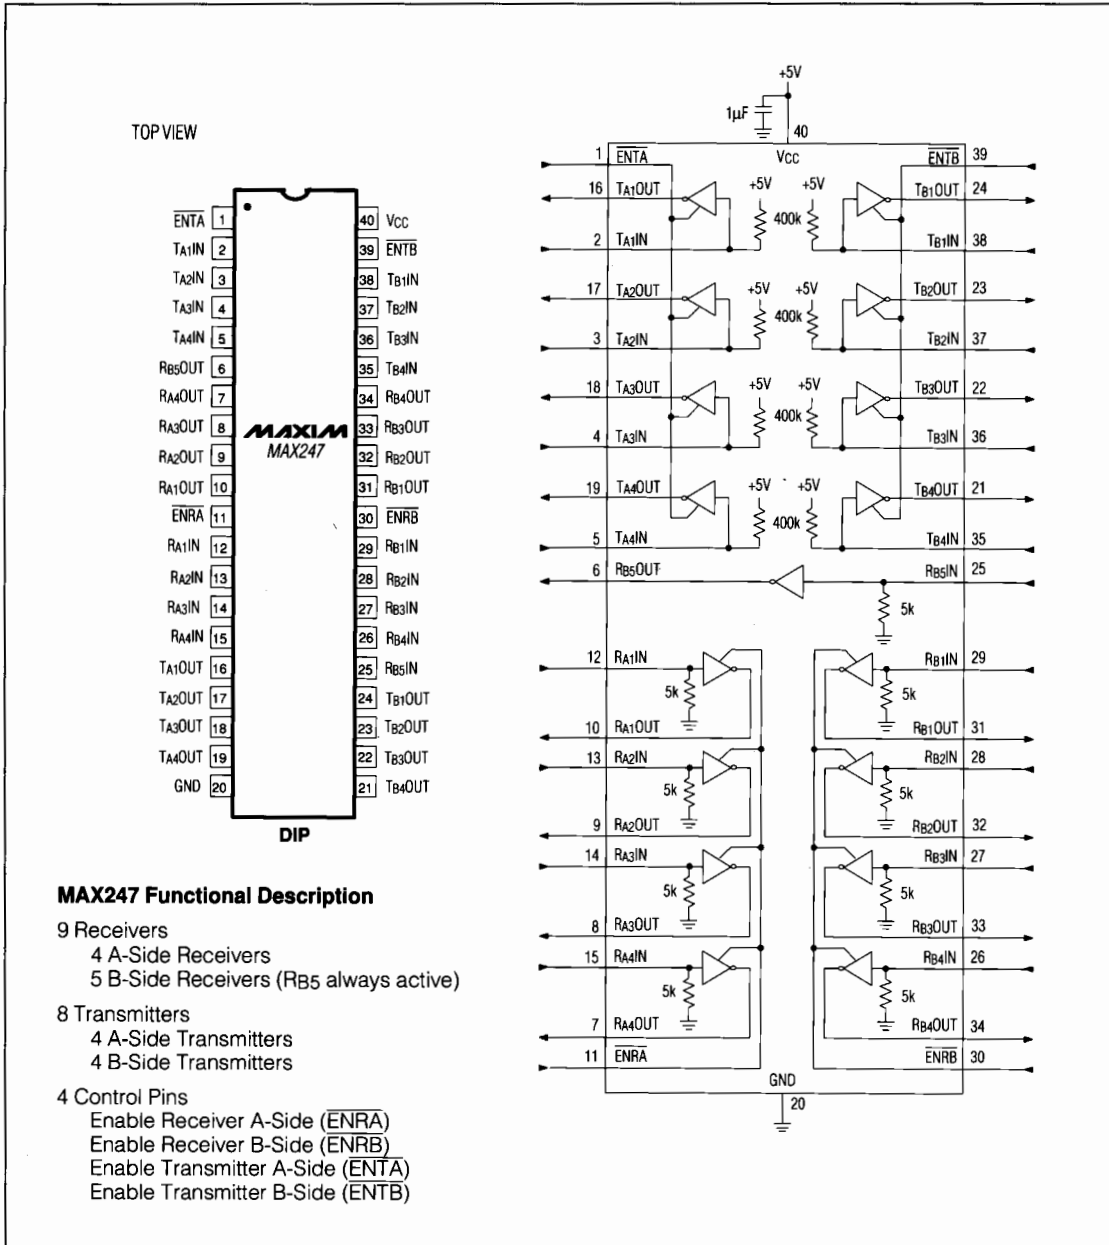 TOP VIEW
ENTA 1
TA1IN 2
TA2IN 3
TA3IN 4
TA4IN 5
RB5OUT 6
RA4OUT 7
RA3OUT 8
RA2OUT 9
RA1OUT 10
ENRA 11
RA1IN 12
RA2IN 13
RA3IN 14
RA4IN 15
TA1OUT 16
TA2OUT 17
TA3OUT 18
TA4OUT 19
GND 20
MAXIM
MAX247
40 VCC
39 ENTB
38 TB1IN
37 TB2IN
36 TB3IN
35 TB4IN
34 RB4OUT
33 RB3OUT
32 RB2OUT
31 RB1OUT
30 ENRB
29 RB1IN
28 RB2IN
27 RB3IN
26 RB4IN
25 RB5IN
24 TB1OUT
23 TB2OUT
22 TB3OUT
21 TB4OUT
DIP
MAX247 Functional Description
9 Receivers
4 A-Side Receivers
5 B-Side Receivers (RB5 always active)
8 Transmitters
4 A-Side Transmitters
4 B-Side Transmitters
4 Control Pins
Enable Receiver A-Side (ENRA)
Enable Receiver B-Side (ENRB)
Enable Transmitter A-Side (ENTA)
Enable Transmitter B-Side (ENTB)
+5V
1µF
40
1 ENTA VCC ENTB 39
16 TA1OUT +5V +5V TB1OUT 24
400k
2 TA1IN TB1IN 38
17 TA2OUT +5V +5V TB2OUT 23
400k
3 TA2IN TB2IN 37
18 TA3OUT +5V +5V TB3OUT 22
400k
4 TA3IN TB3IN 36
19 TA4OUT +5V +5V TB4OUT 21
400k
5 TA4IN TB4IN 35
6 RB5OUT RB5IN 25
5k
12 RA1IN RB1IN 29
5k 5k
10 RA1OUT RB1OUT 31
13 RA2IN RB2IN 28
5k 5k
9 RA2OUT RB2OUT 32
14 RA3IN RB3IN 27
5k 5k
8 RA3OUT RB3OUT 33
15 RA4IN RB4IN 26
5k 5k
7 RA4OUT RB4OUT 34
11 ENRA ENRB 30
GND
20